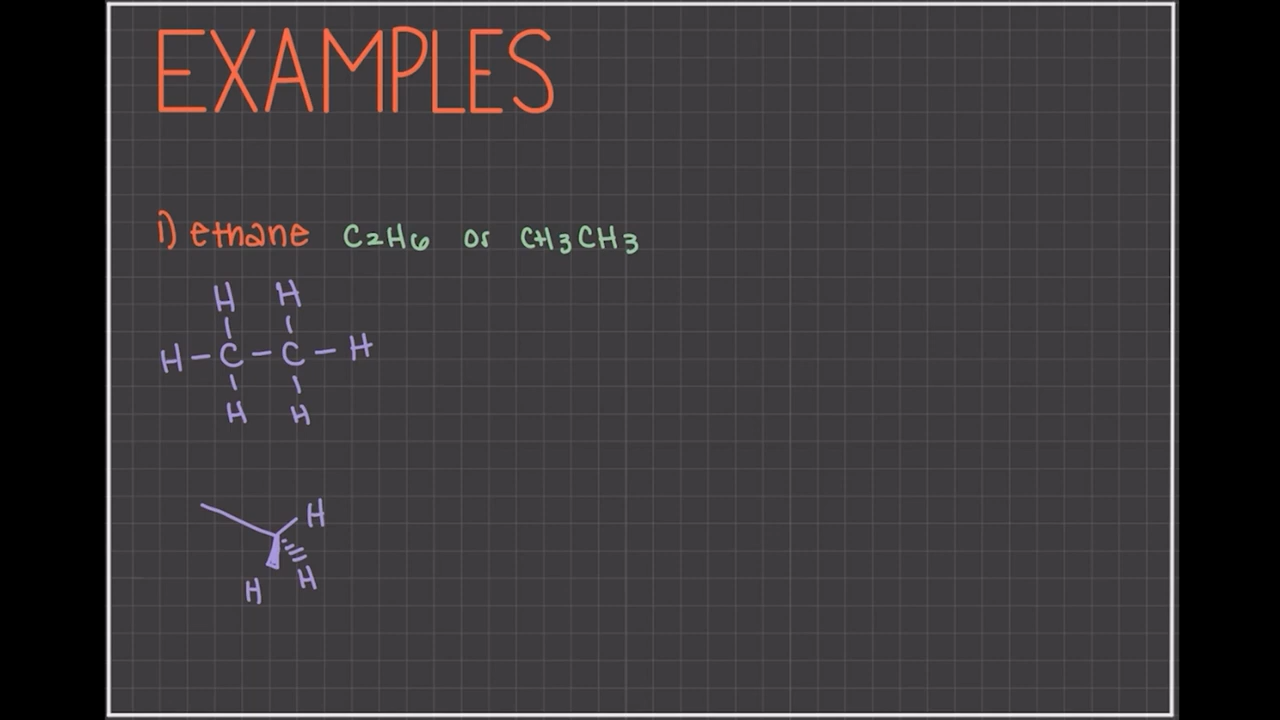 EXAMPLES
1) ethane C2H6 or CH3CH3
H H
H - C - C - H
H H
H
H H